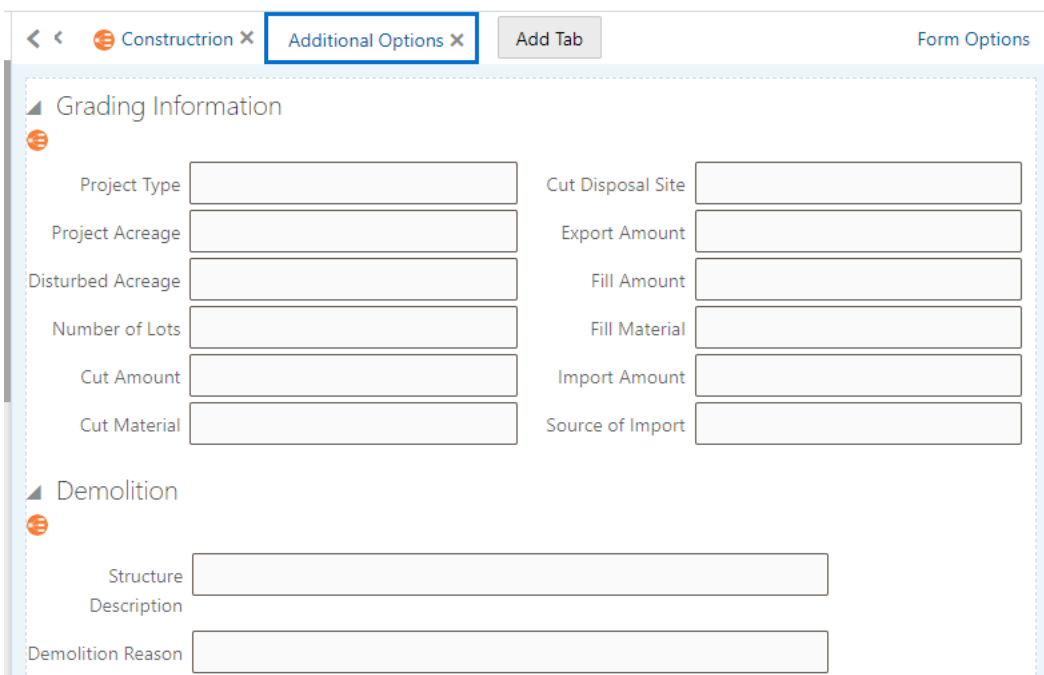 Constructrion Additional Options Add Tab Form Options
Grading Information
Project Type Cut Disposal Site
Project Acreage Export Amount
Disturbed Acreage Fill Amount
Number of Lots Fill Material
Cut Amount Import Amount
Cut Material Source of Import
Demolition
Structure
Description
Demolition Reason